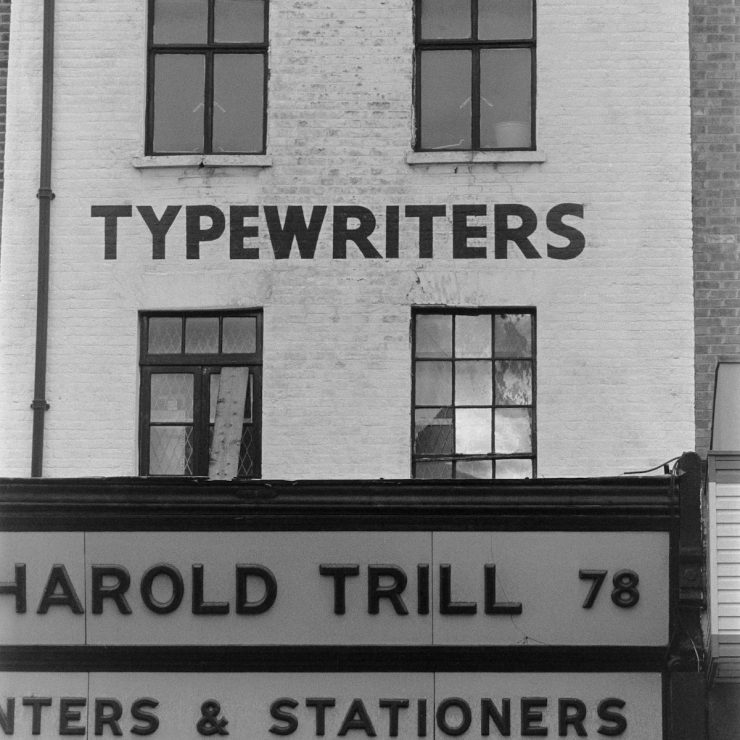 TYPEWRITERS
HAROLD TRILL 78
NTERS & STATIONERS